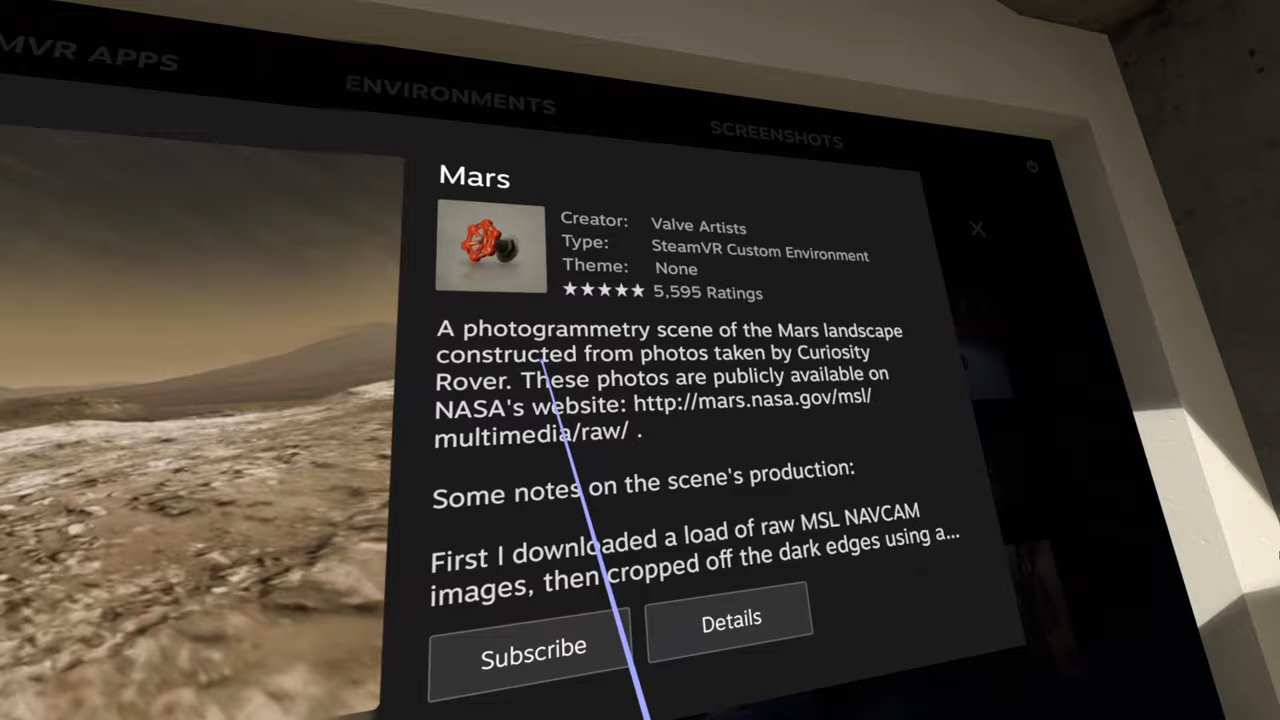 MVR APPS
ENVIRONMENTS
SCREENSHOTS
Mars
Creator: Valve Artists
Type: SteamVR Custom Environment
Theme: None
★★★★★ 5,595 Ratings
A photogrammetry scene of the Mars landscape
constructed from photos taken by Curiosity
Rover. These photos are publicly available on
NASA's website: http://mars.nasa.gov/msl/
multimedia/raw/ .
Some notes on the scene's production:
First I downloaded a load of raw MSL NAVCAM
images, then cropped off the dark edges using a...
Subscribe
Details